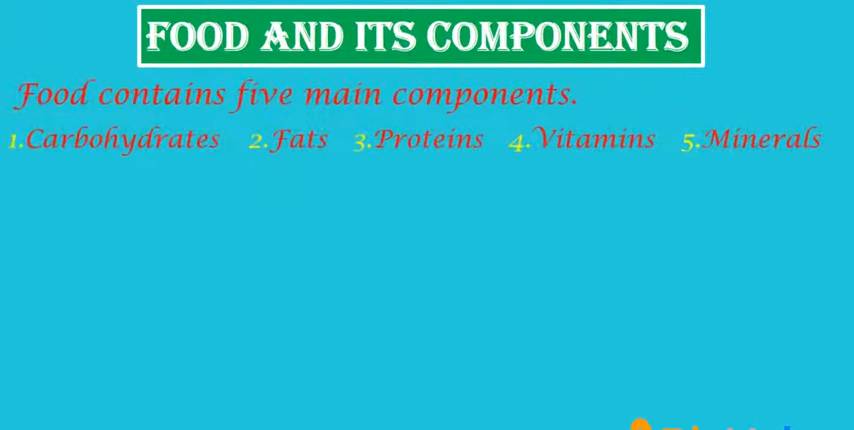 FOOD AND ITS COMPONENTS
Food contains five main components.
1.Carbohydrates 2.Fats 3.Proteins 4.Vitamins 5.Minerals